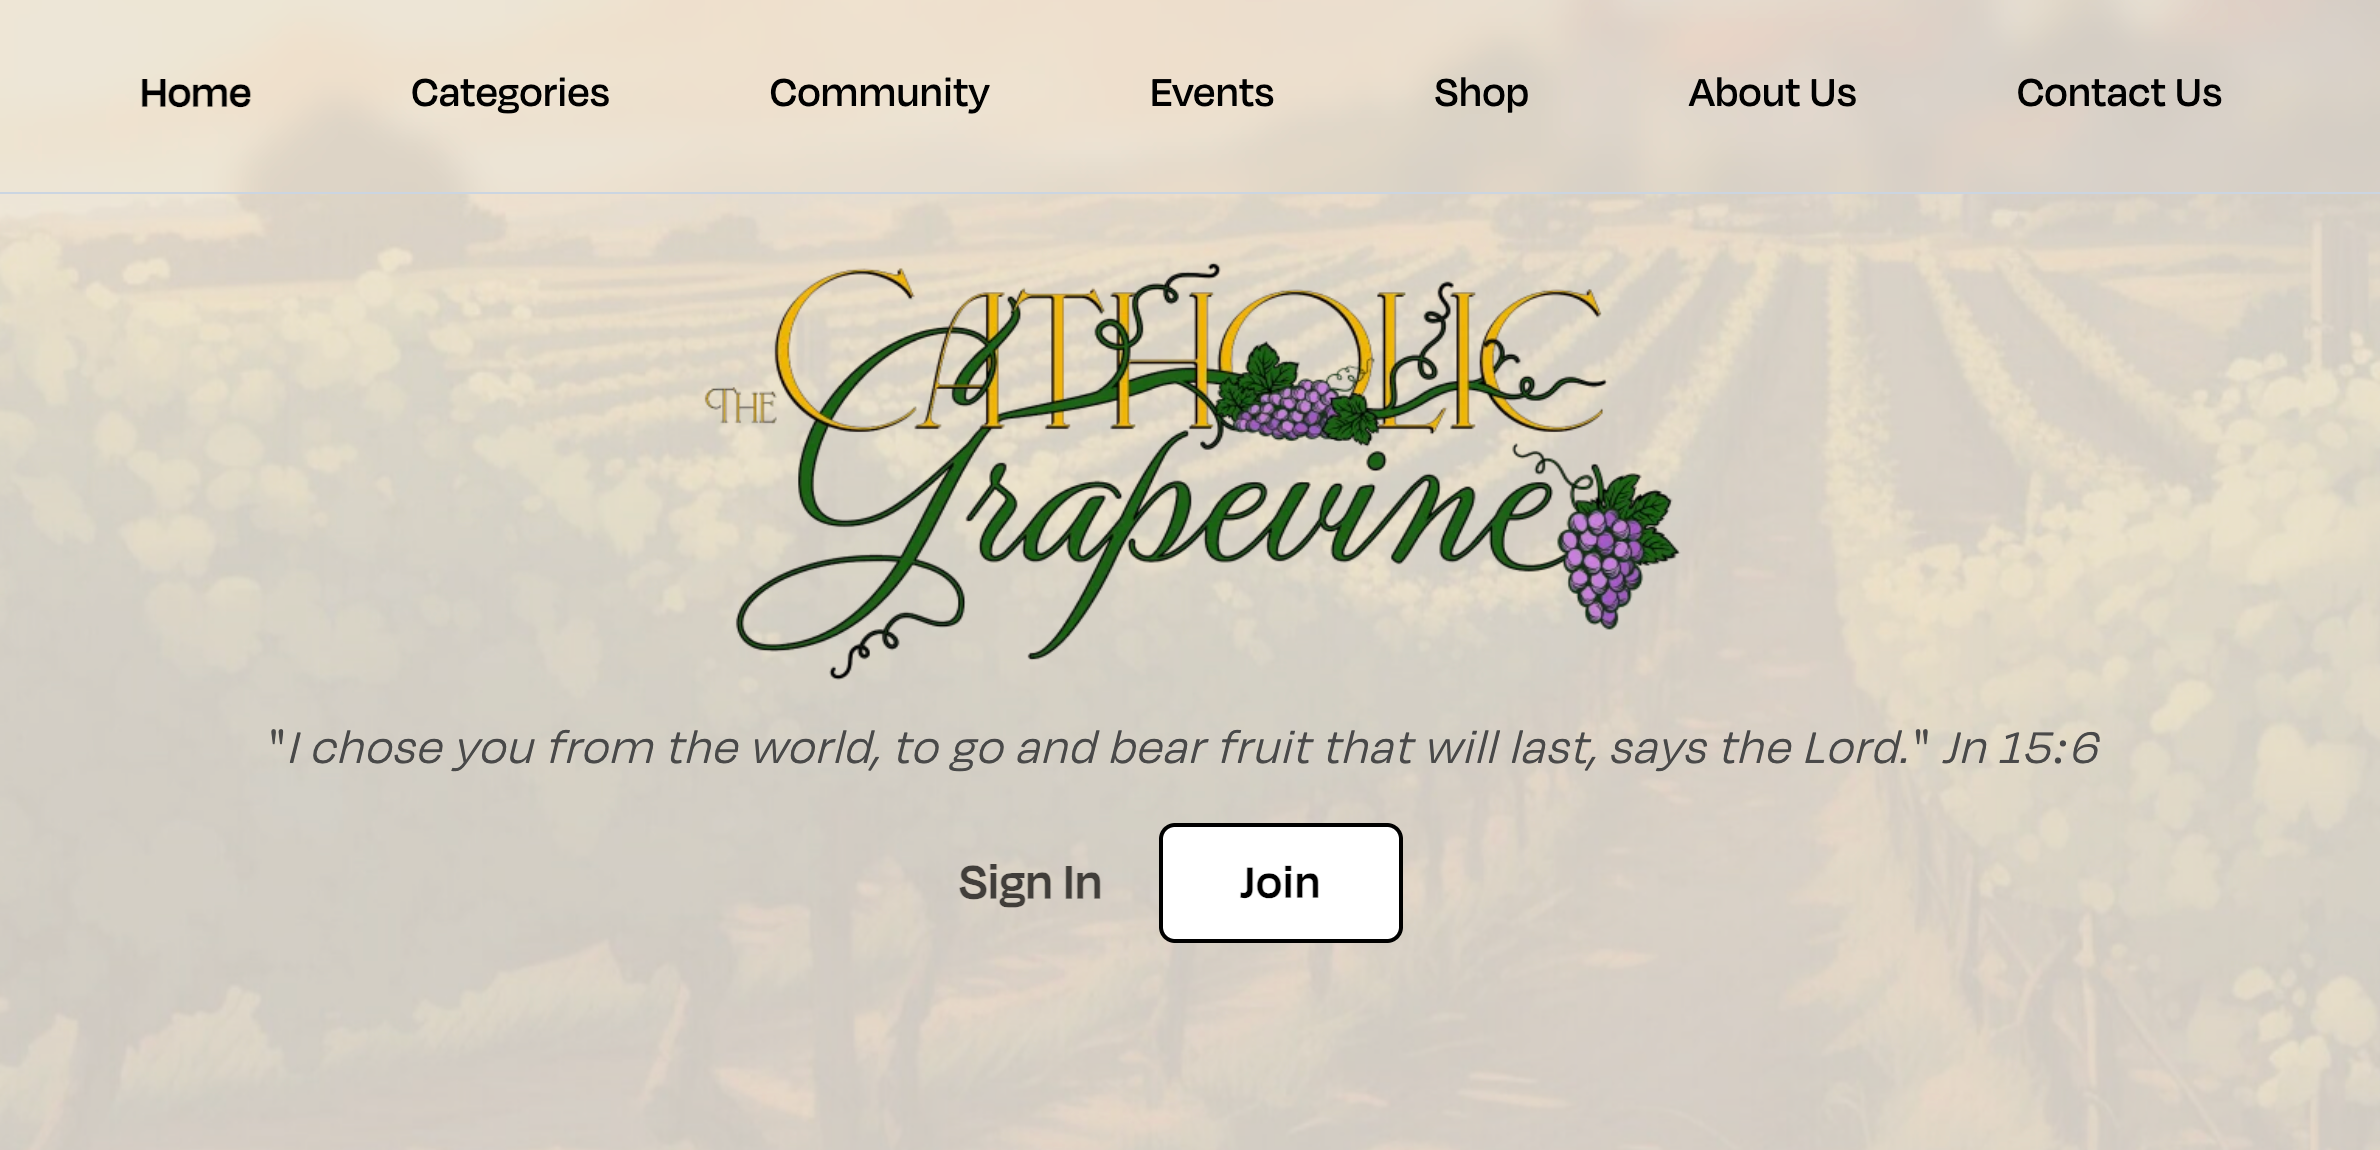 Home Categories Community Events Shop About Us Contact Us
THE CATHOLIC
Grapevine
"I chose you from the world, to go and bear fruit that will last, says the Lord." Jn 15:6
Sign In Join